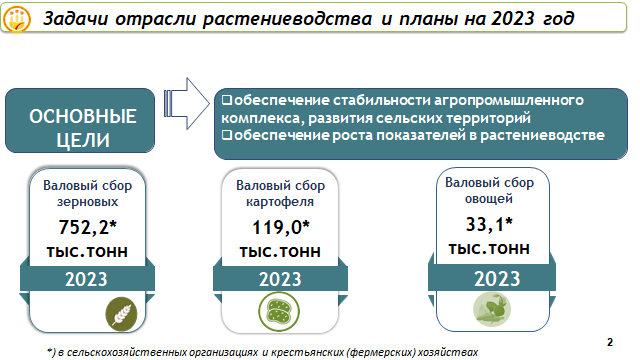 Задачи отрасли растениеводства и планы на 2023 год
ОСНОВНЫЕ
ЦЕЛИ
❑обеспечение стабильности агропромышленного
комплекса, развития сельских территорий
❑обеспечение роста показателей в растениеводстве
Валовый сбор
зерновых
752,2*
тыс.тонн
2023
Валовый сбор
картофеля
119,0*
тыс.тонн
2023
Валовый сбор
овощей
33,1*
тыс.тонн
2023
2
*) в сельскохозяйственных организациях и крестьянских (фермерских) хозяйствах